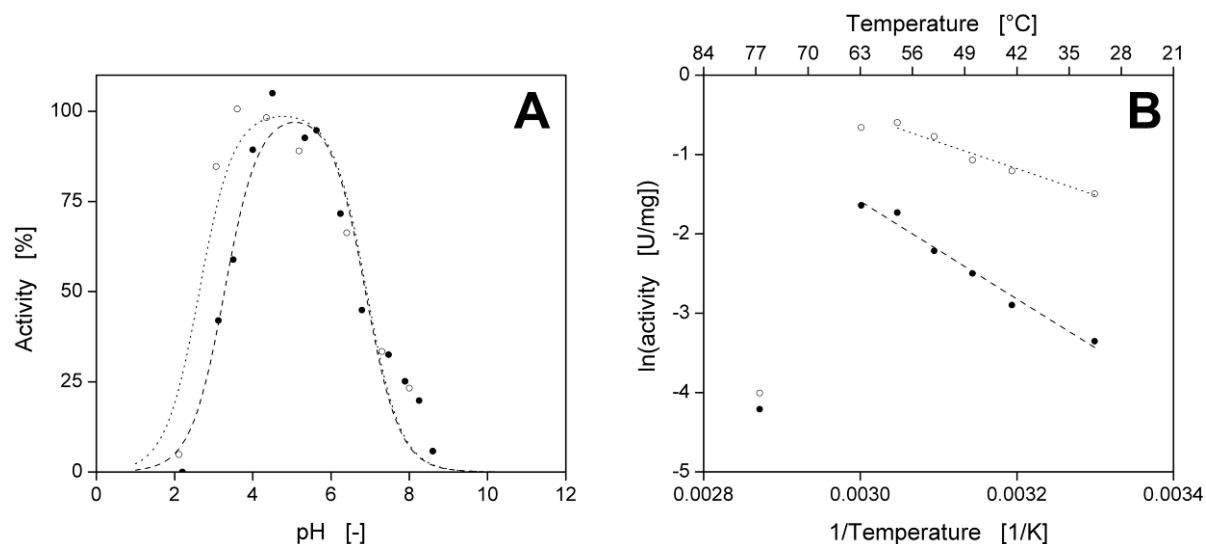 A
Activity [%]
100
75
50
25
0
0 2 4 6 8 10 12
pH [-]
Temperature [°C]
84 77 70 63 56 49 42 35 28 21
B
ln(activity [U/mg])
0
-1
-2
-3
-4
-5
0.0028 0.0030 0.0032 0.0034
1/Temperature [1/K]